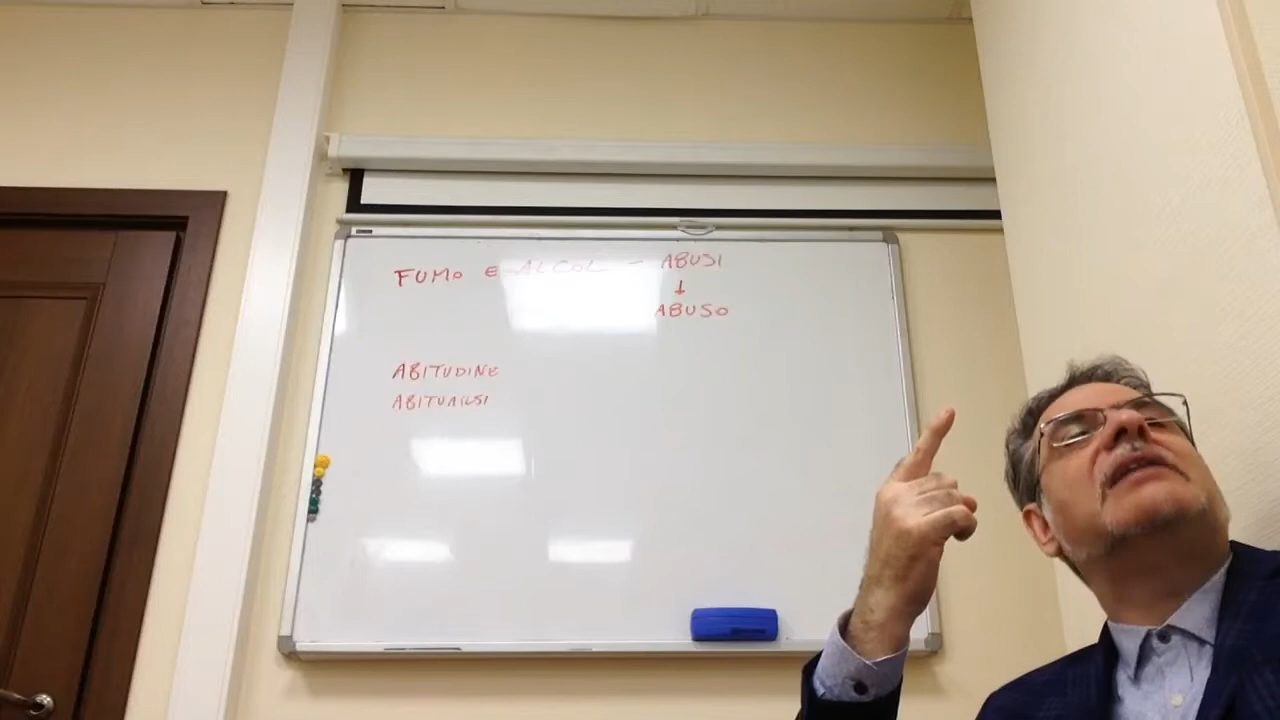 FUMO E ALCOL - ABUSI
↓
ABUSO
ABITUDINE
ABITUARSI